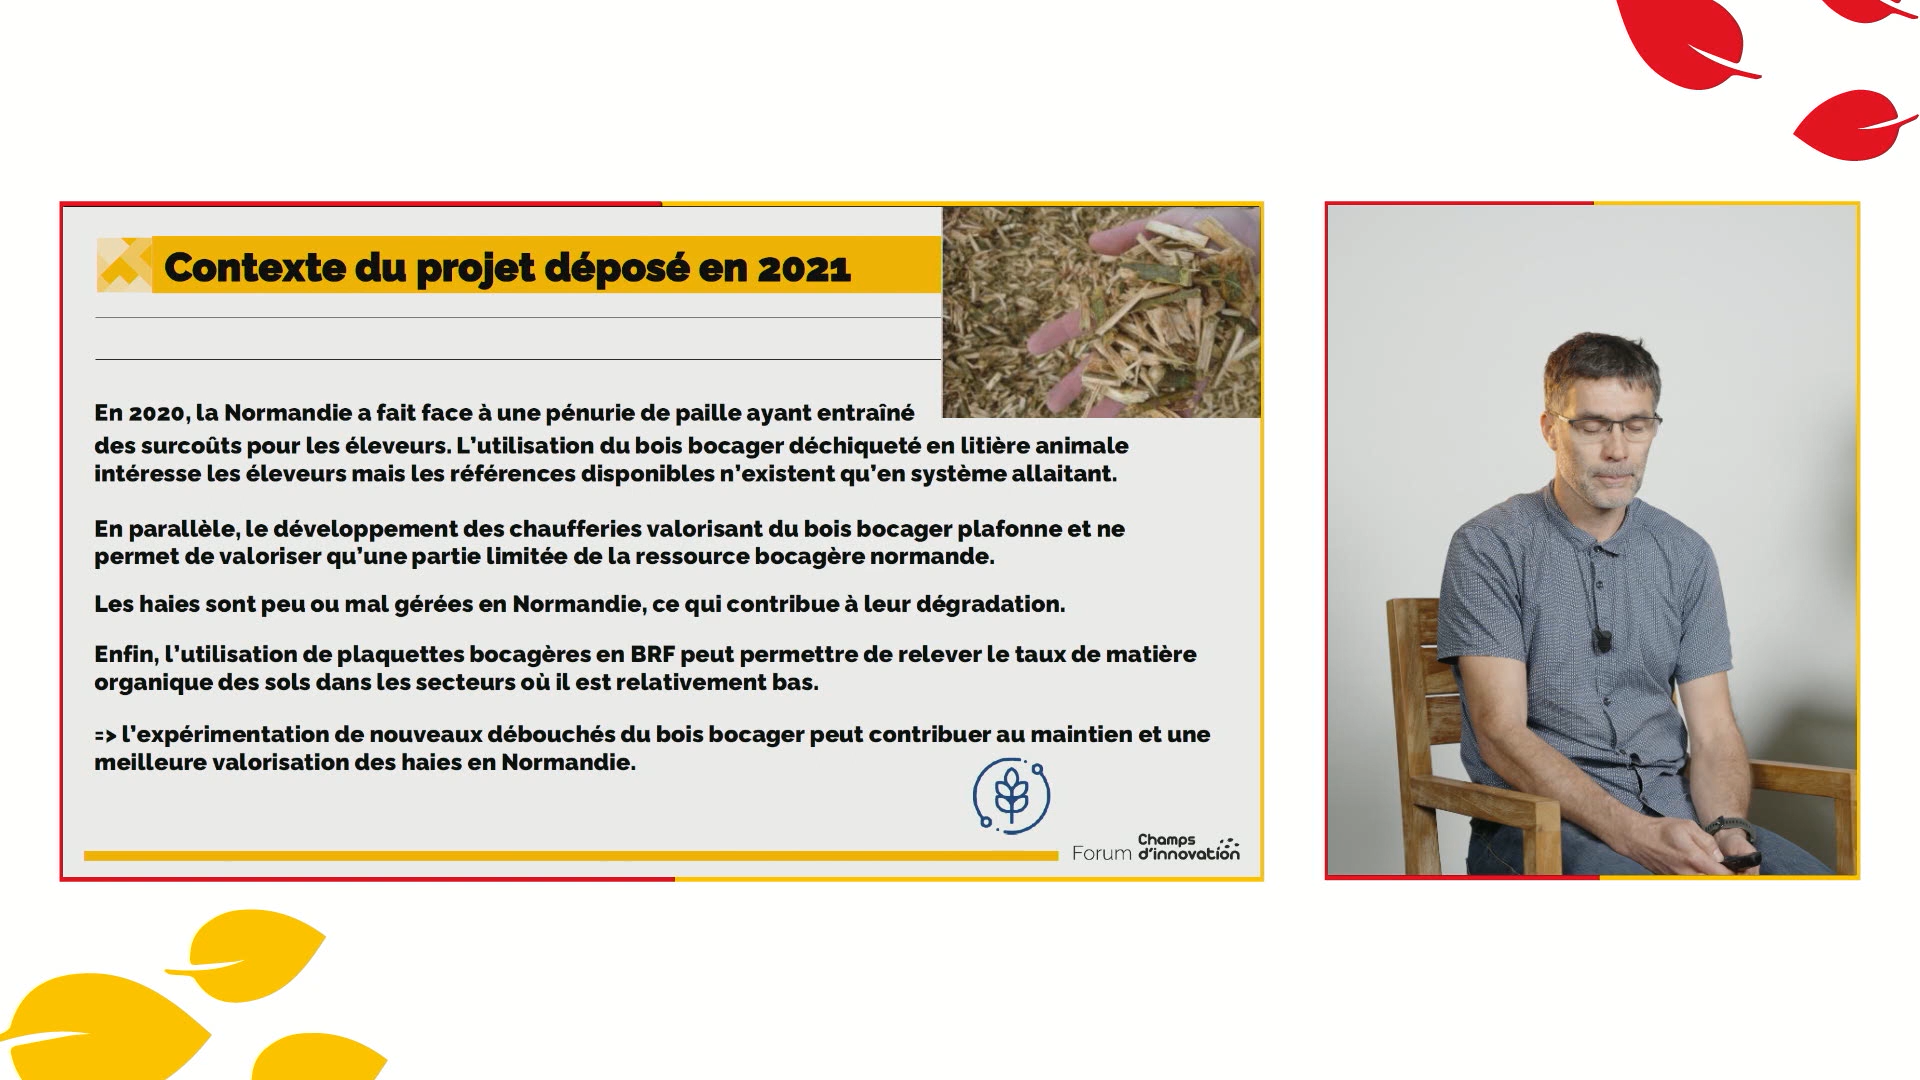 Contexte du projet déposé en 2021
En 2020, la Normandie a fait face à une pénurie de paille ayant entraîné
des surcoûts pour les éleveurs. L’utilisation du bois bocager déchiqueté en litière animale
intéresse les éleveurs mais les références disponibles n’existent qu’en système allaitant.
En parallèle, le développement des chaufferies valorisant du bois bocager plafonne et ne
permet de valoriser qu’une partie limitée de la ressource bocagère normande.
Les haies sont peu ou mal gérées en Normandie, ce qui contribue à leur dégradation.
Enfin, l’utilisation de plaquettes bocagères en BRF peut permettre de relever le taux de matière
organique des sols dans les secteurs où il est relativement bas.
=> l’expérimentation de nouveaux débouchés du bois bocager peut contribuer au maintien et une
meilleure valorisation des haies en Normandie.
Forum Champs
d’innovation